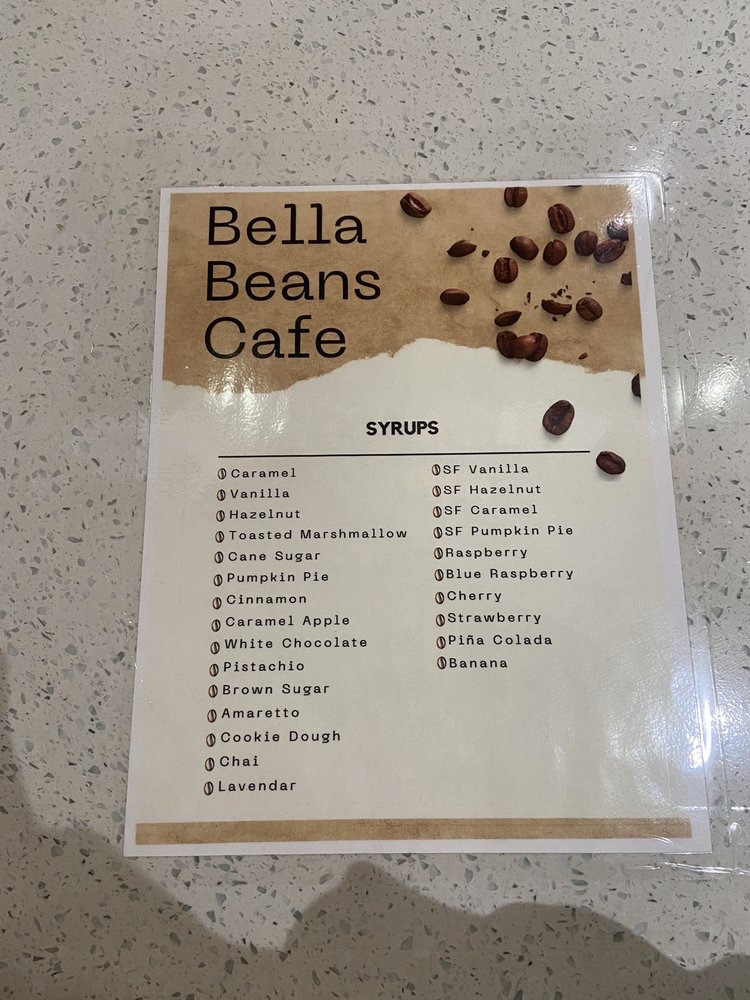 Bella
Beans
Cafe
SYRUPS
Caramel
Vanilla
Hazelnut
Toasted Marshmallow
Cane Sugar
Pumpkin Pie
Cinnamon
Caramel Apple
White Chocolate
Pistachio
Brown Sugar
Amaretto
Cookie Dough
Chai
Lavendar
SF Vanilla
SF Hazelnut
SF Caramel
SF Pumpkin Pie
Raspberry
Blue Raspberry
Cherry
Strawberry
Piña Colada
Banana